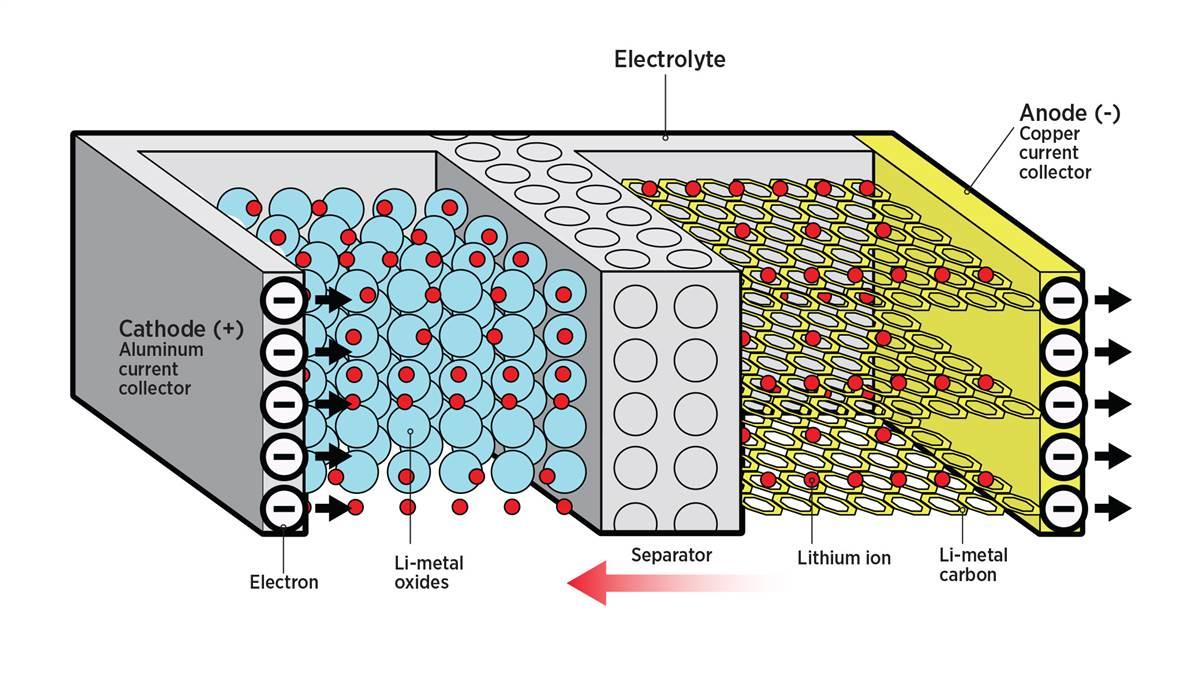 Electrolyte
Anode (-)
Copper
current
collector
Cathode (+)
Aluminum
current
collector
Electron
Li-metal
oxides
Separator
Lithium ion
Li-metal
carbon